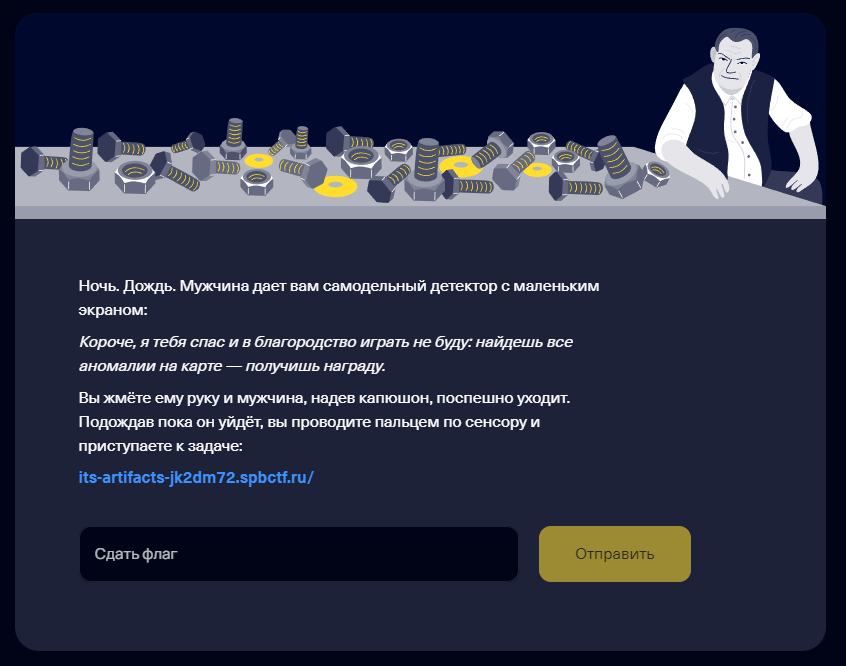 Ночь. Дождь. Мужчина дает вам самодельный детектор с маленьким
экраном:
Короче, я тебя спас и в благородство играть не буду: найдешь все
аномалии на карте — получишь награду.
Вы жмёте ему руку и мужчина, надев капюшон, поспешно уходит.
Подождав пока он уйдёт, вы проводите пальцем по сенсору и
приступаете к задаче:
its-artifacts-jk2dm72.spbctf.ru/
Сдать флаг
Отправить